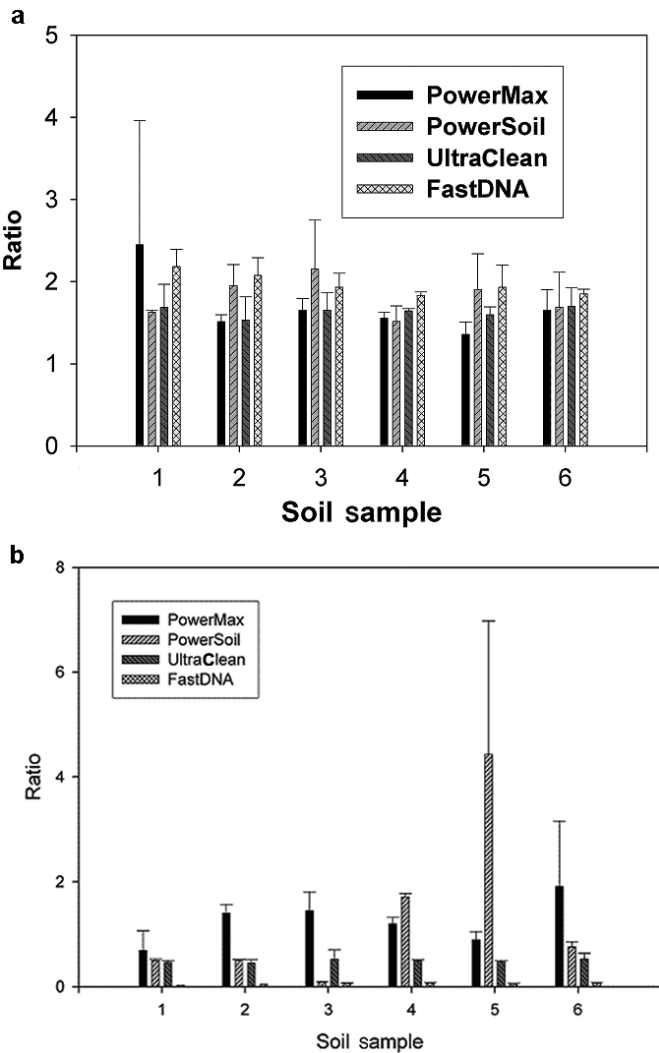 a
5
4
3
2
1
0
Ratio
PowerMax
PowerSoil
UltraClean
FastDNA
1 2 3 4 5 6
Soil sample
b
8
6
4
2
0
Ratio
PowerMax
PowerSoil
UltraClean
FastDNA
1 2 3 4 5 6
Soil sample